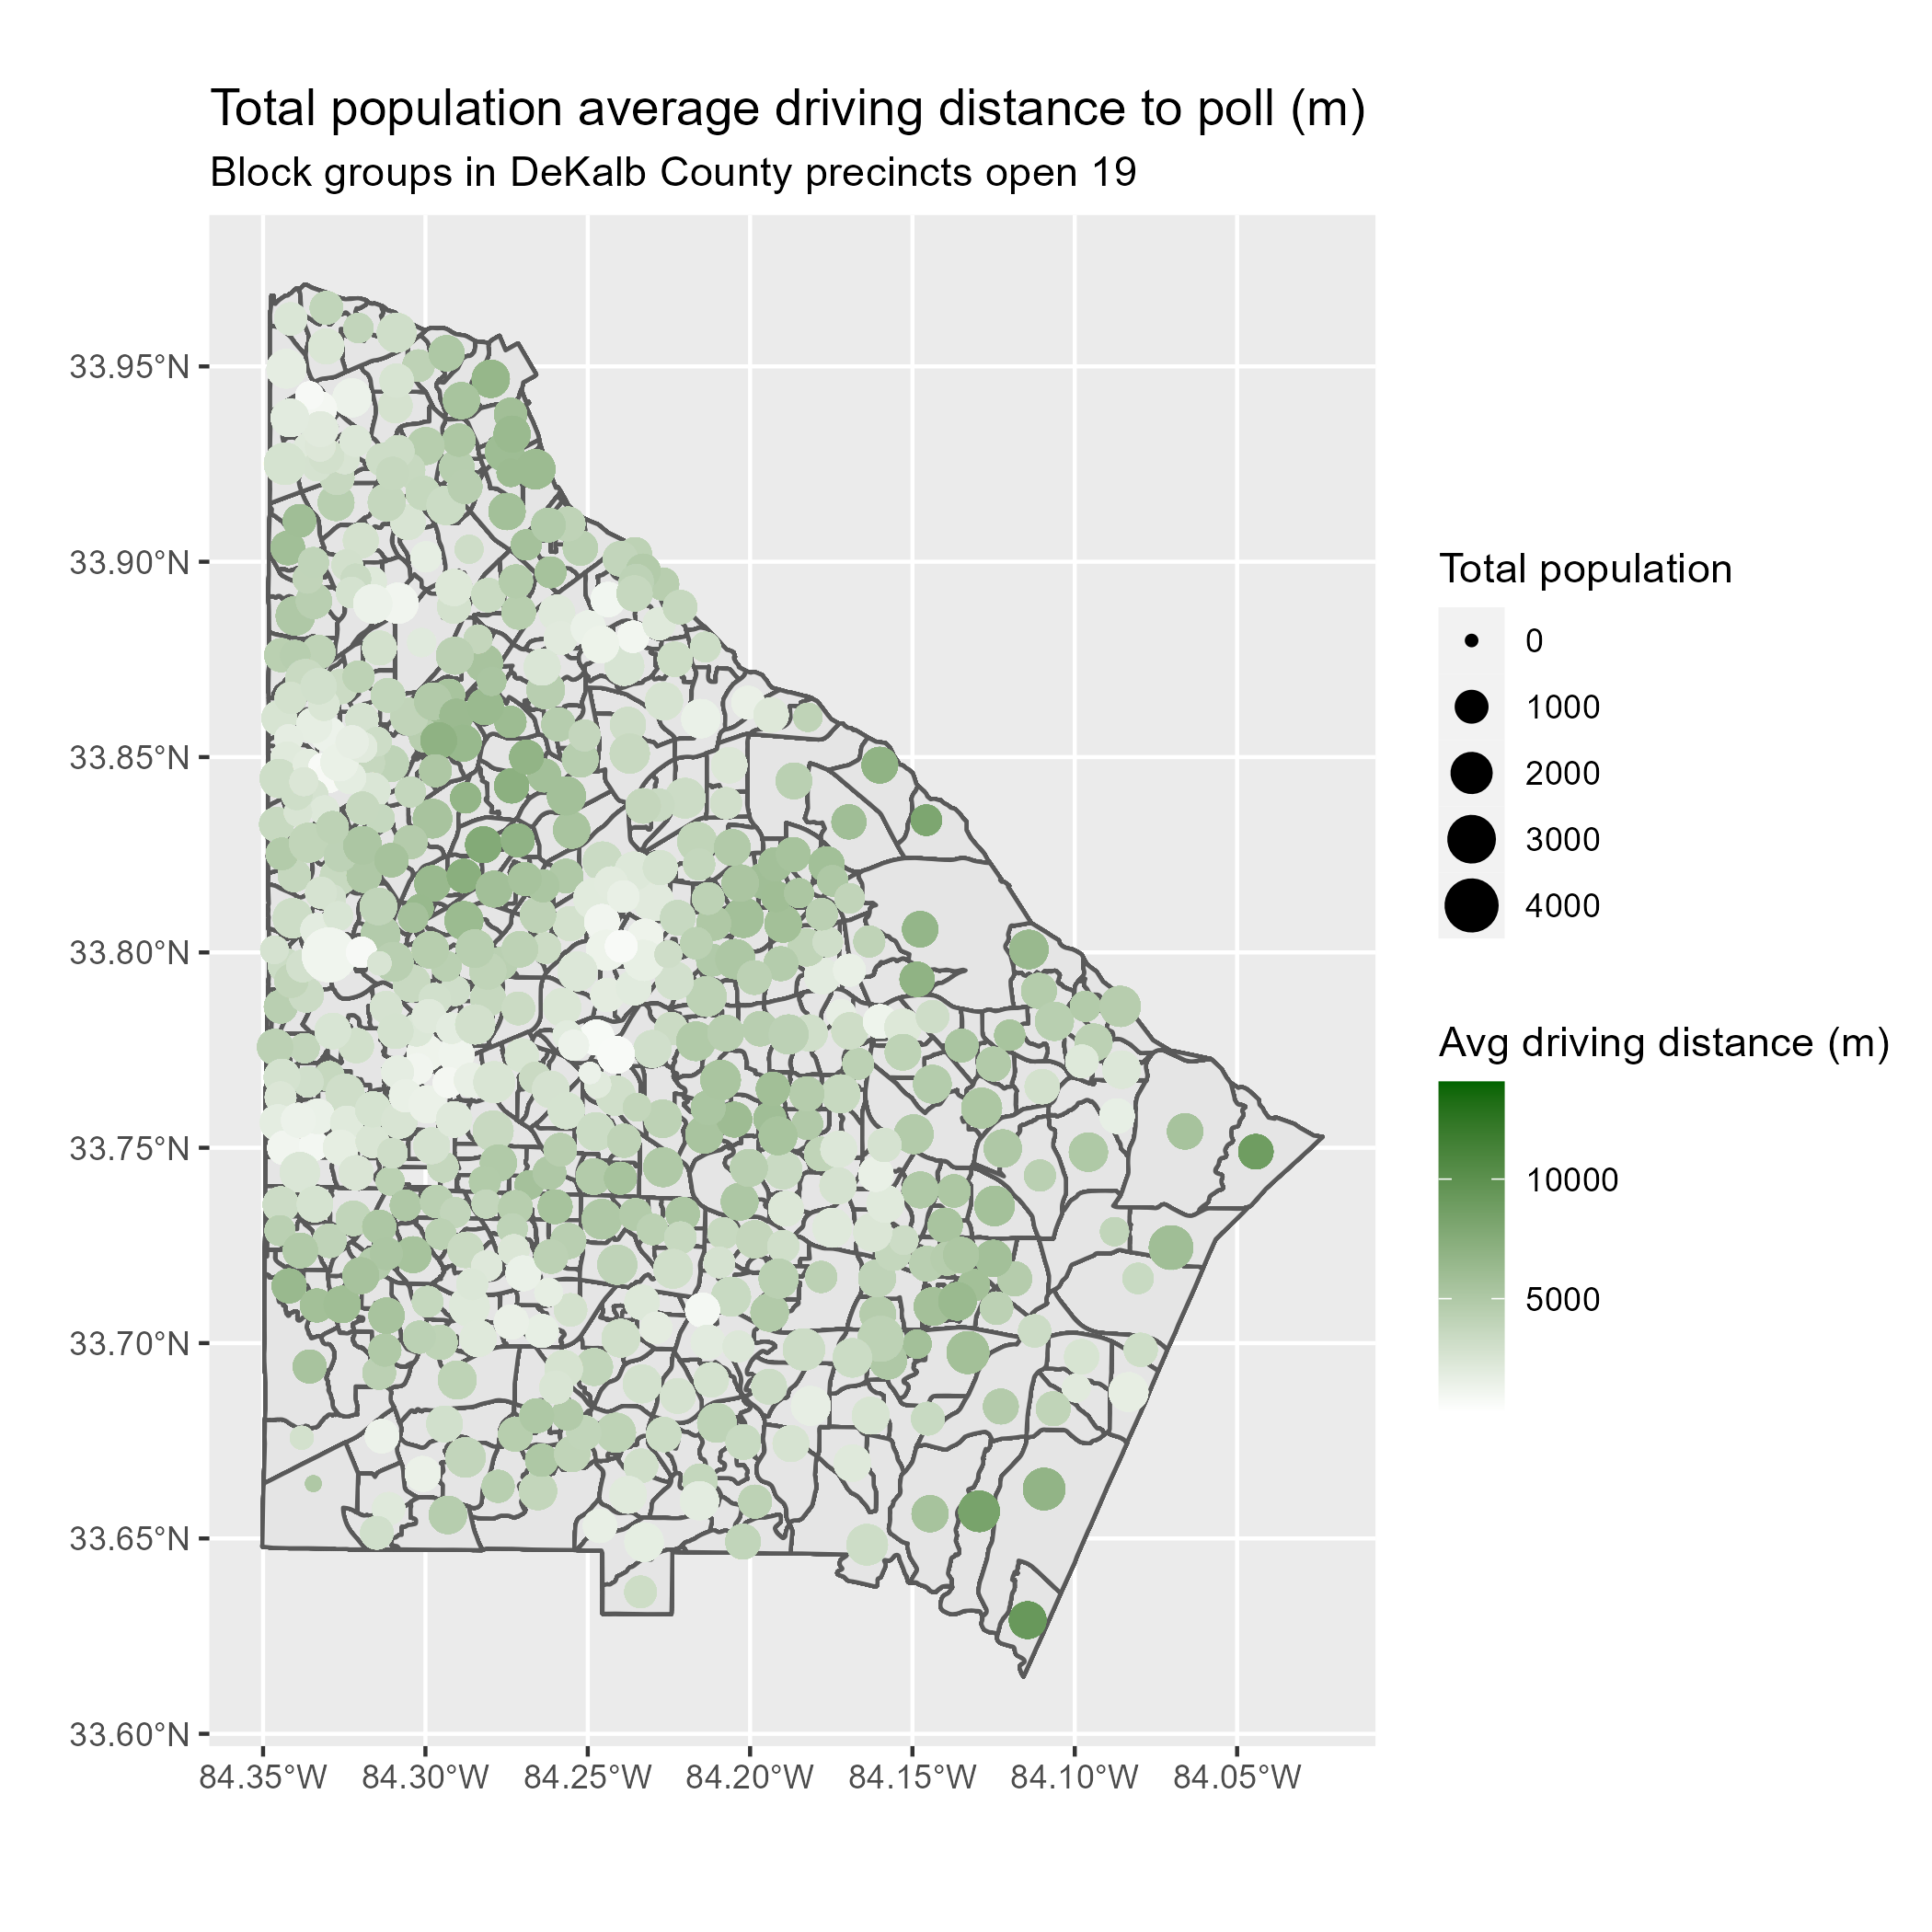 Total population average driving distance to poll (m)
Block groups in DeKalb County precincts open 19
33.95°N
33.90°N
33.85°N
33.80°N
33.75°N
33.70°N
33.65°N
33.60°N
84.35°W 84.30°W 84.25°W 84.20°W 84.15°W 84.10°W 84.05°W
Total population
0
1000
2000
3000
4000
Avg driving distance (m)
10000
5000